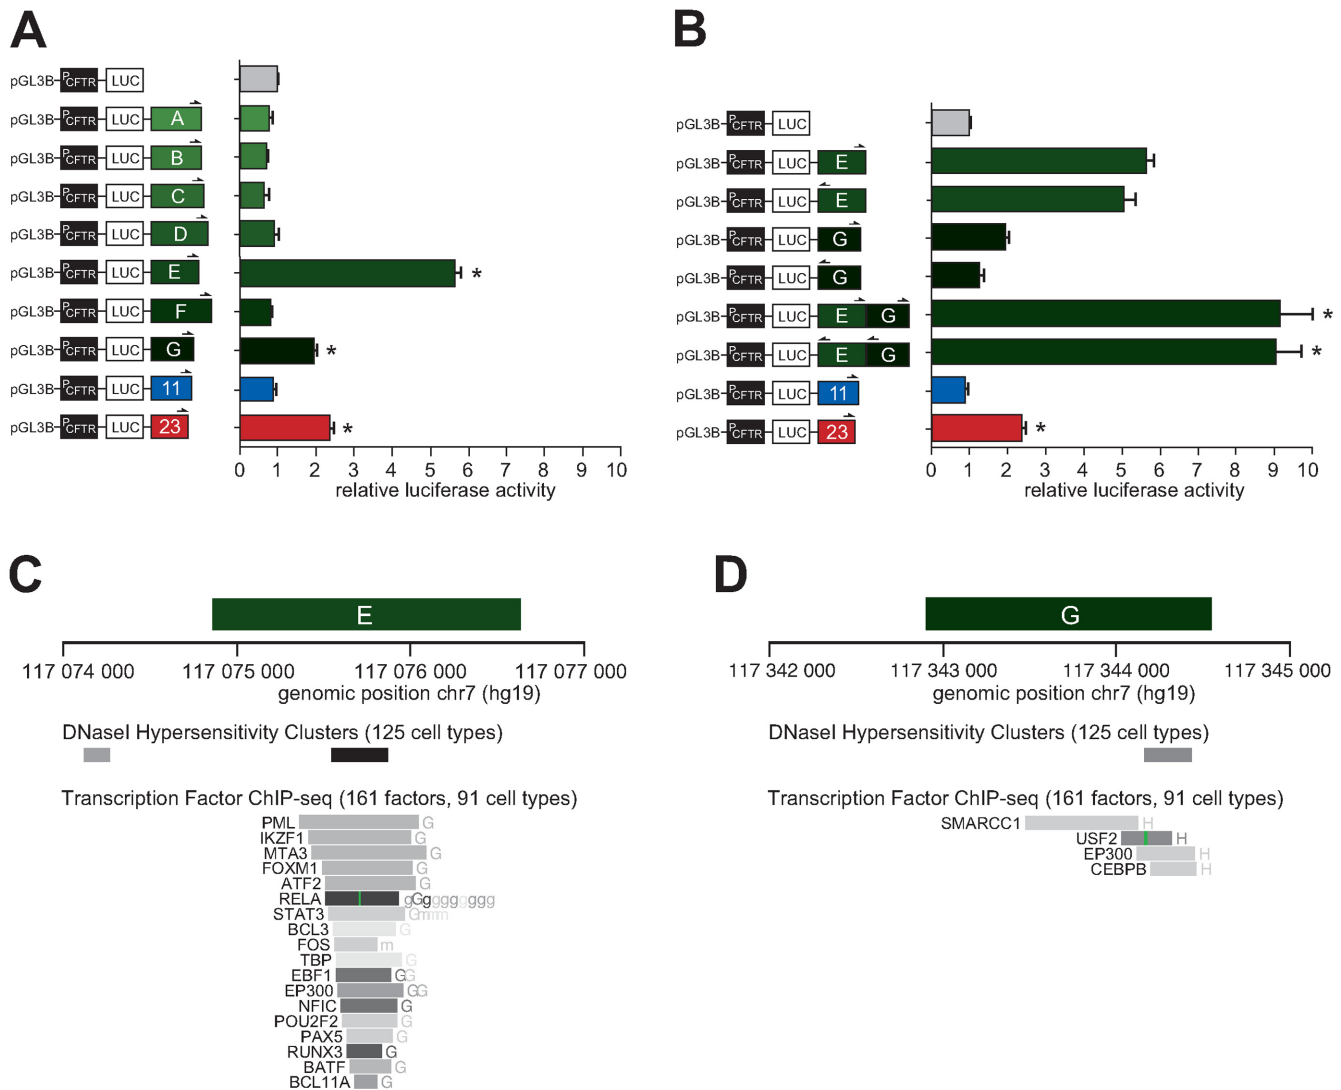 A
pGL3B PCFTR LUC
pGL3B PCFTR LUC A
pGL3B PCFTR LUC B
pGL3B PCFTR LUC C
pGL3B PCFTR LUC D
pGL3B PCFTR LUC E *
pGL3B PCFTR LUC F
pGL3B PCFTR LUC G *
pGL3B PCFTR LUC 11
pGL3B PCFTR LUC 23 *
0 1 2 3 4 5 6 7 8 9 10
relative luciferase activity
B
pGL3B PCFTR LUC
pGL3B PCFTR LUC E
pGL3B PCFTR LUC E
pGL3B PCFTR LUC G
pGL3B PCFTR LUC G
pGL3B PCFTR LUC E G *
pGL3B PCFTR LUC E G *
pGL3B PCFTR LUC 11
pGL3B PCFTR LUC 23 *
0 1 2 3 4 5 6 7 8 9 10
relative luciferase activity
C
E
117 074 000 117 075 000 117 076 000 117 077 000
genomic position chr7 (hg19)
DNaseI Hypersensitivity Clusters (125 cell types)
Transcription Factor ChIP-seq (161 factors, 91 cell types)
PML G
IKZF1 G
MTA3 G
FOXM1 G
ATF2 G
RELA gGggggggggg
STAT3 Gmmm
BCL3 G
FOS m
TBP G
EBF1 GG
EP300 GG
NFIC G
POU2F2 G
PAX5 G
RUNX3 G
BATF G
BCL11A G
D
G
117 342 000 117 343 000 117 344 000 117 345 000
genomic position chr7 (hg19)
DNaseI Hypersensitivity Clusters (125 cell types)
Transcription Factor ChIP-seq (161 factors, 91 cell types)
SMARCC1 H
USF2 H
EP300 H
CEBPB H